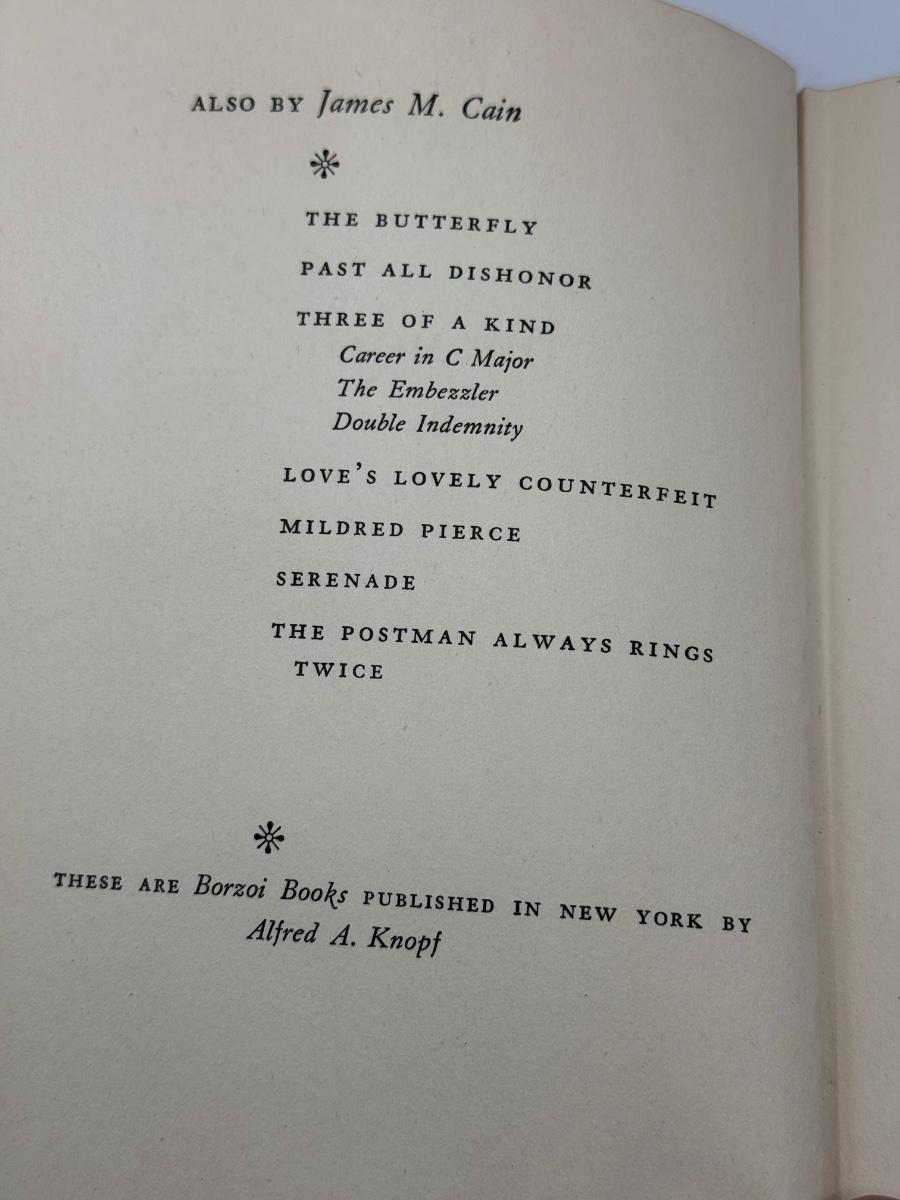 ALSO BY James M. Cain
THE BUTTERFLY
PAST ALL DISHONOR
THREE OF A KIND
Career in C Major
The Embezzler
Double Indemnity
LOVE'S LOVELY COUNTERFEIT
MILDRED PIERCE
SERENADE
THE POSTMAN ALWAYS RINGS
TWICE
THESE ARE Borzoi Books PUBLISHED IN NEW YORK BY
Alfred A. Knopf